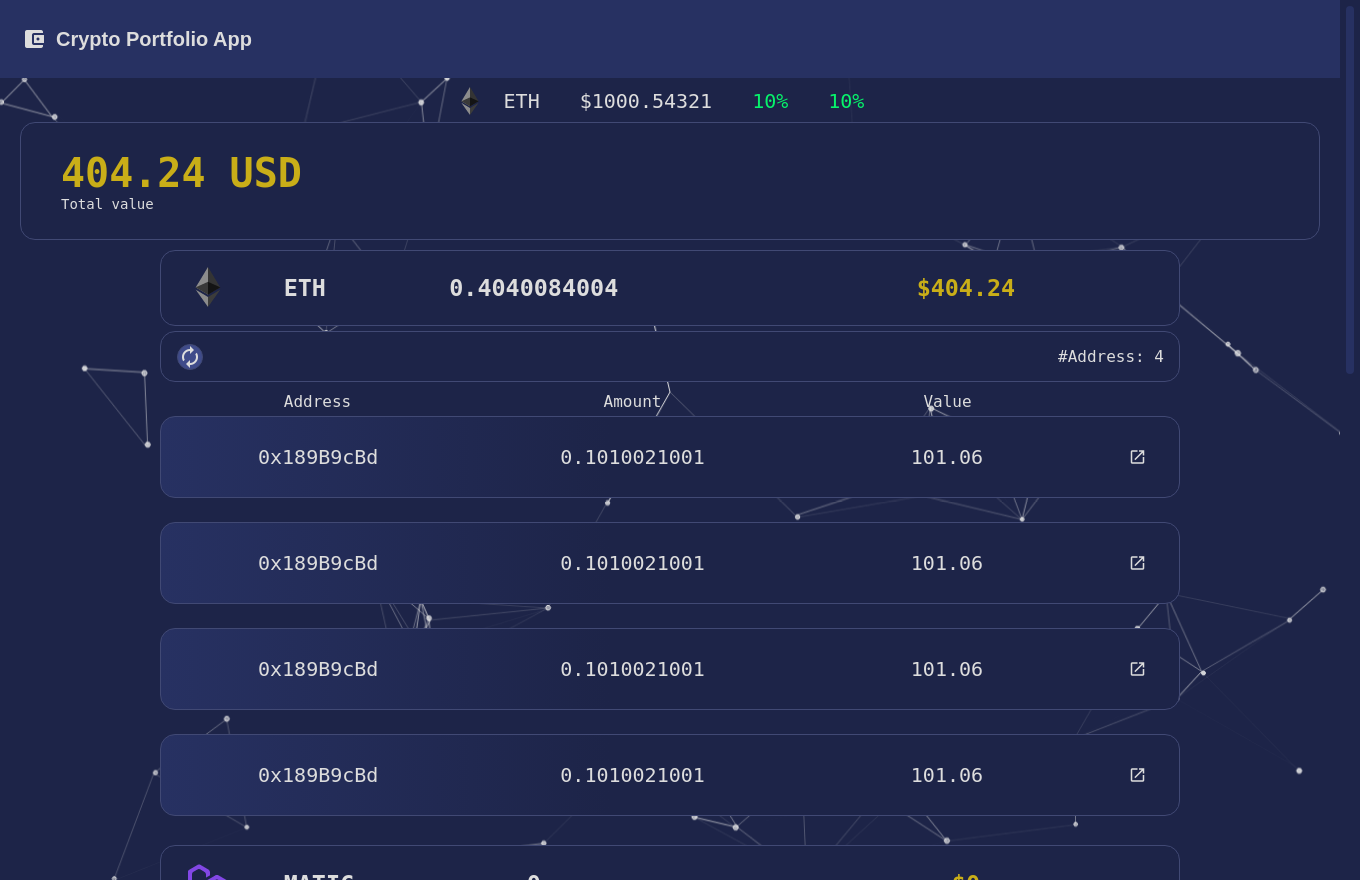 Crypto Portfolio App
ETH $1000.54321 10% 10%
404.24 USD
Total value
ETH 0.4040084004 $404.24
#Address: 4
Address Amount Value
0x189B9cBd 0.1010021001 101.06
0x189B9cBd 0.1010021001 101.06
0x189B9cBd 0.1010021001 101.06
0x189B9cBd 0.1010021001 101.06
MATIC 0 $0